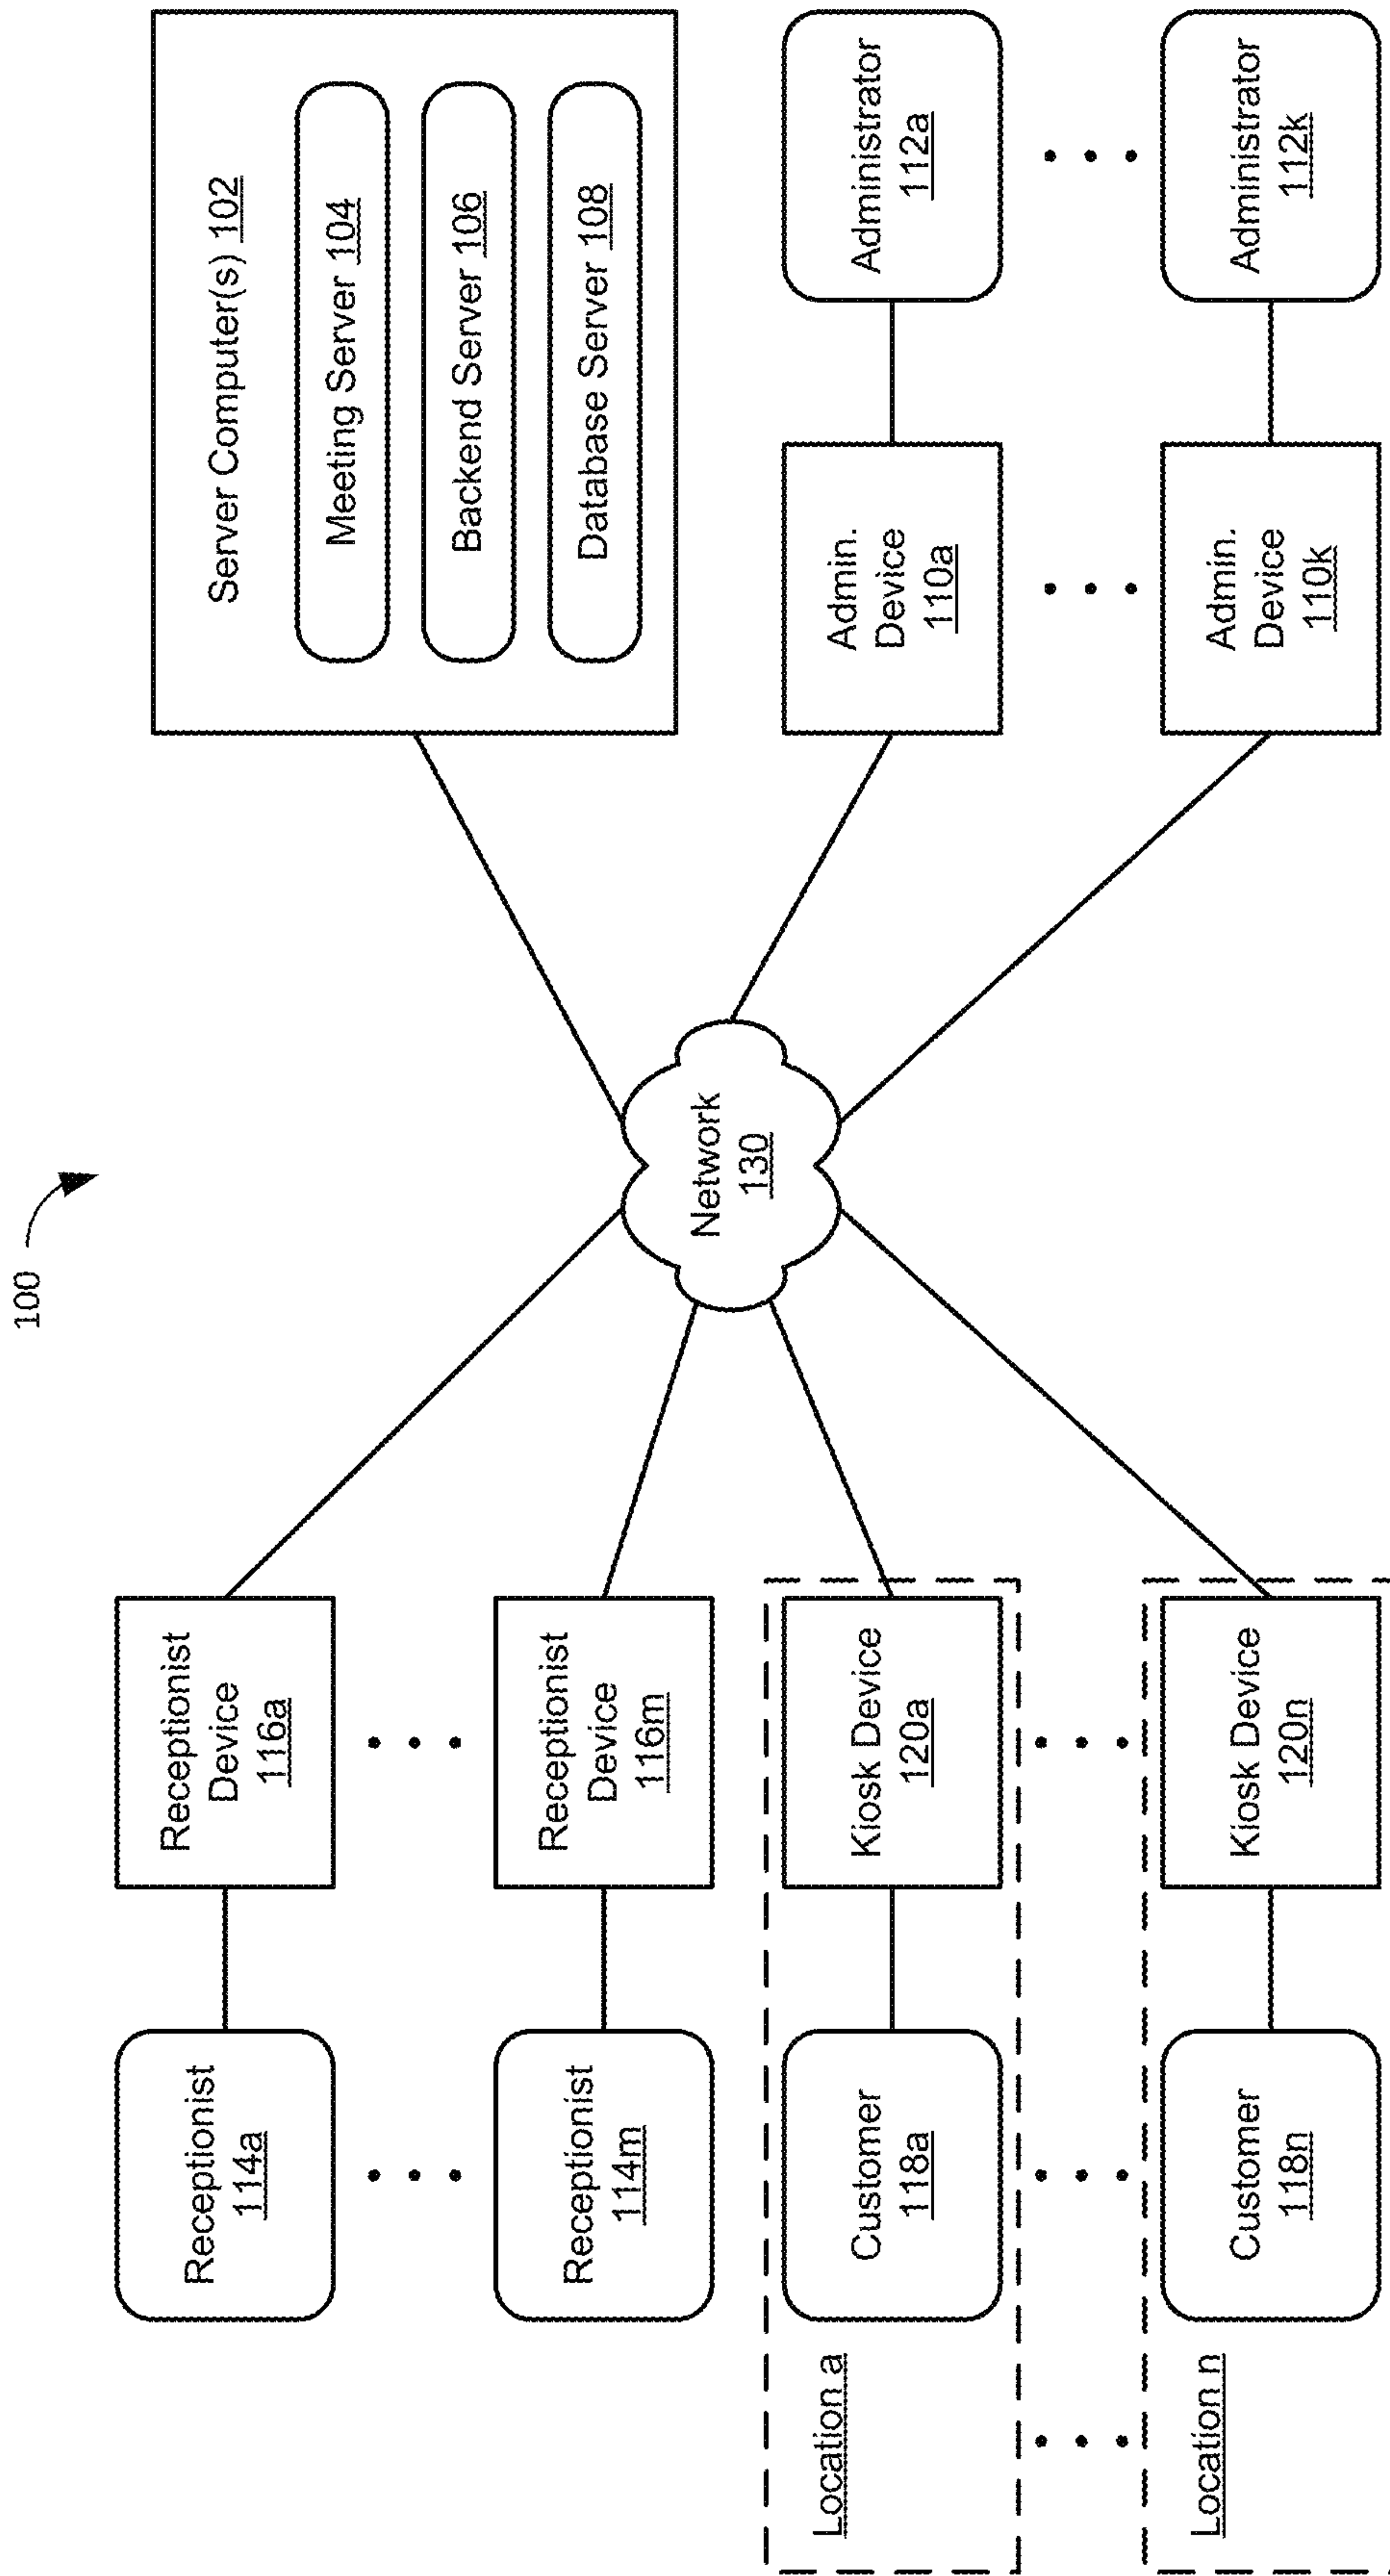 100
Receptionist
114a
Receptionist
Device
116a
Receptionist
114m
Receptionist
Device
116m
Location a
Customer
118a
Kiosk Device
120a
Location n
Customer
118n
Kiosk Device
120n
Network
130
Server Computer(s) 102
Meeting Server 104
Backend Server 106
Database Server 108
Admin.
Device
110a
Administrator
112a
Admin.
Device
110k
Administrator
112k